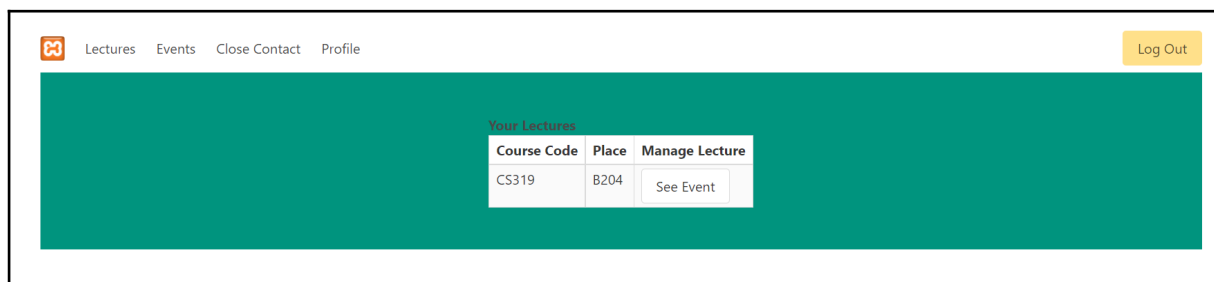 Lectures Events Close Contact Profile Log Out
Your Lectures
Course Code Place Manage Lecture
CS319 B204 See Event